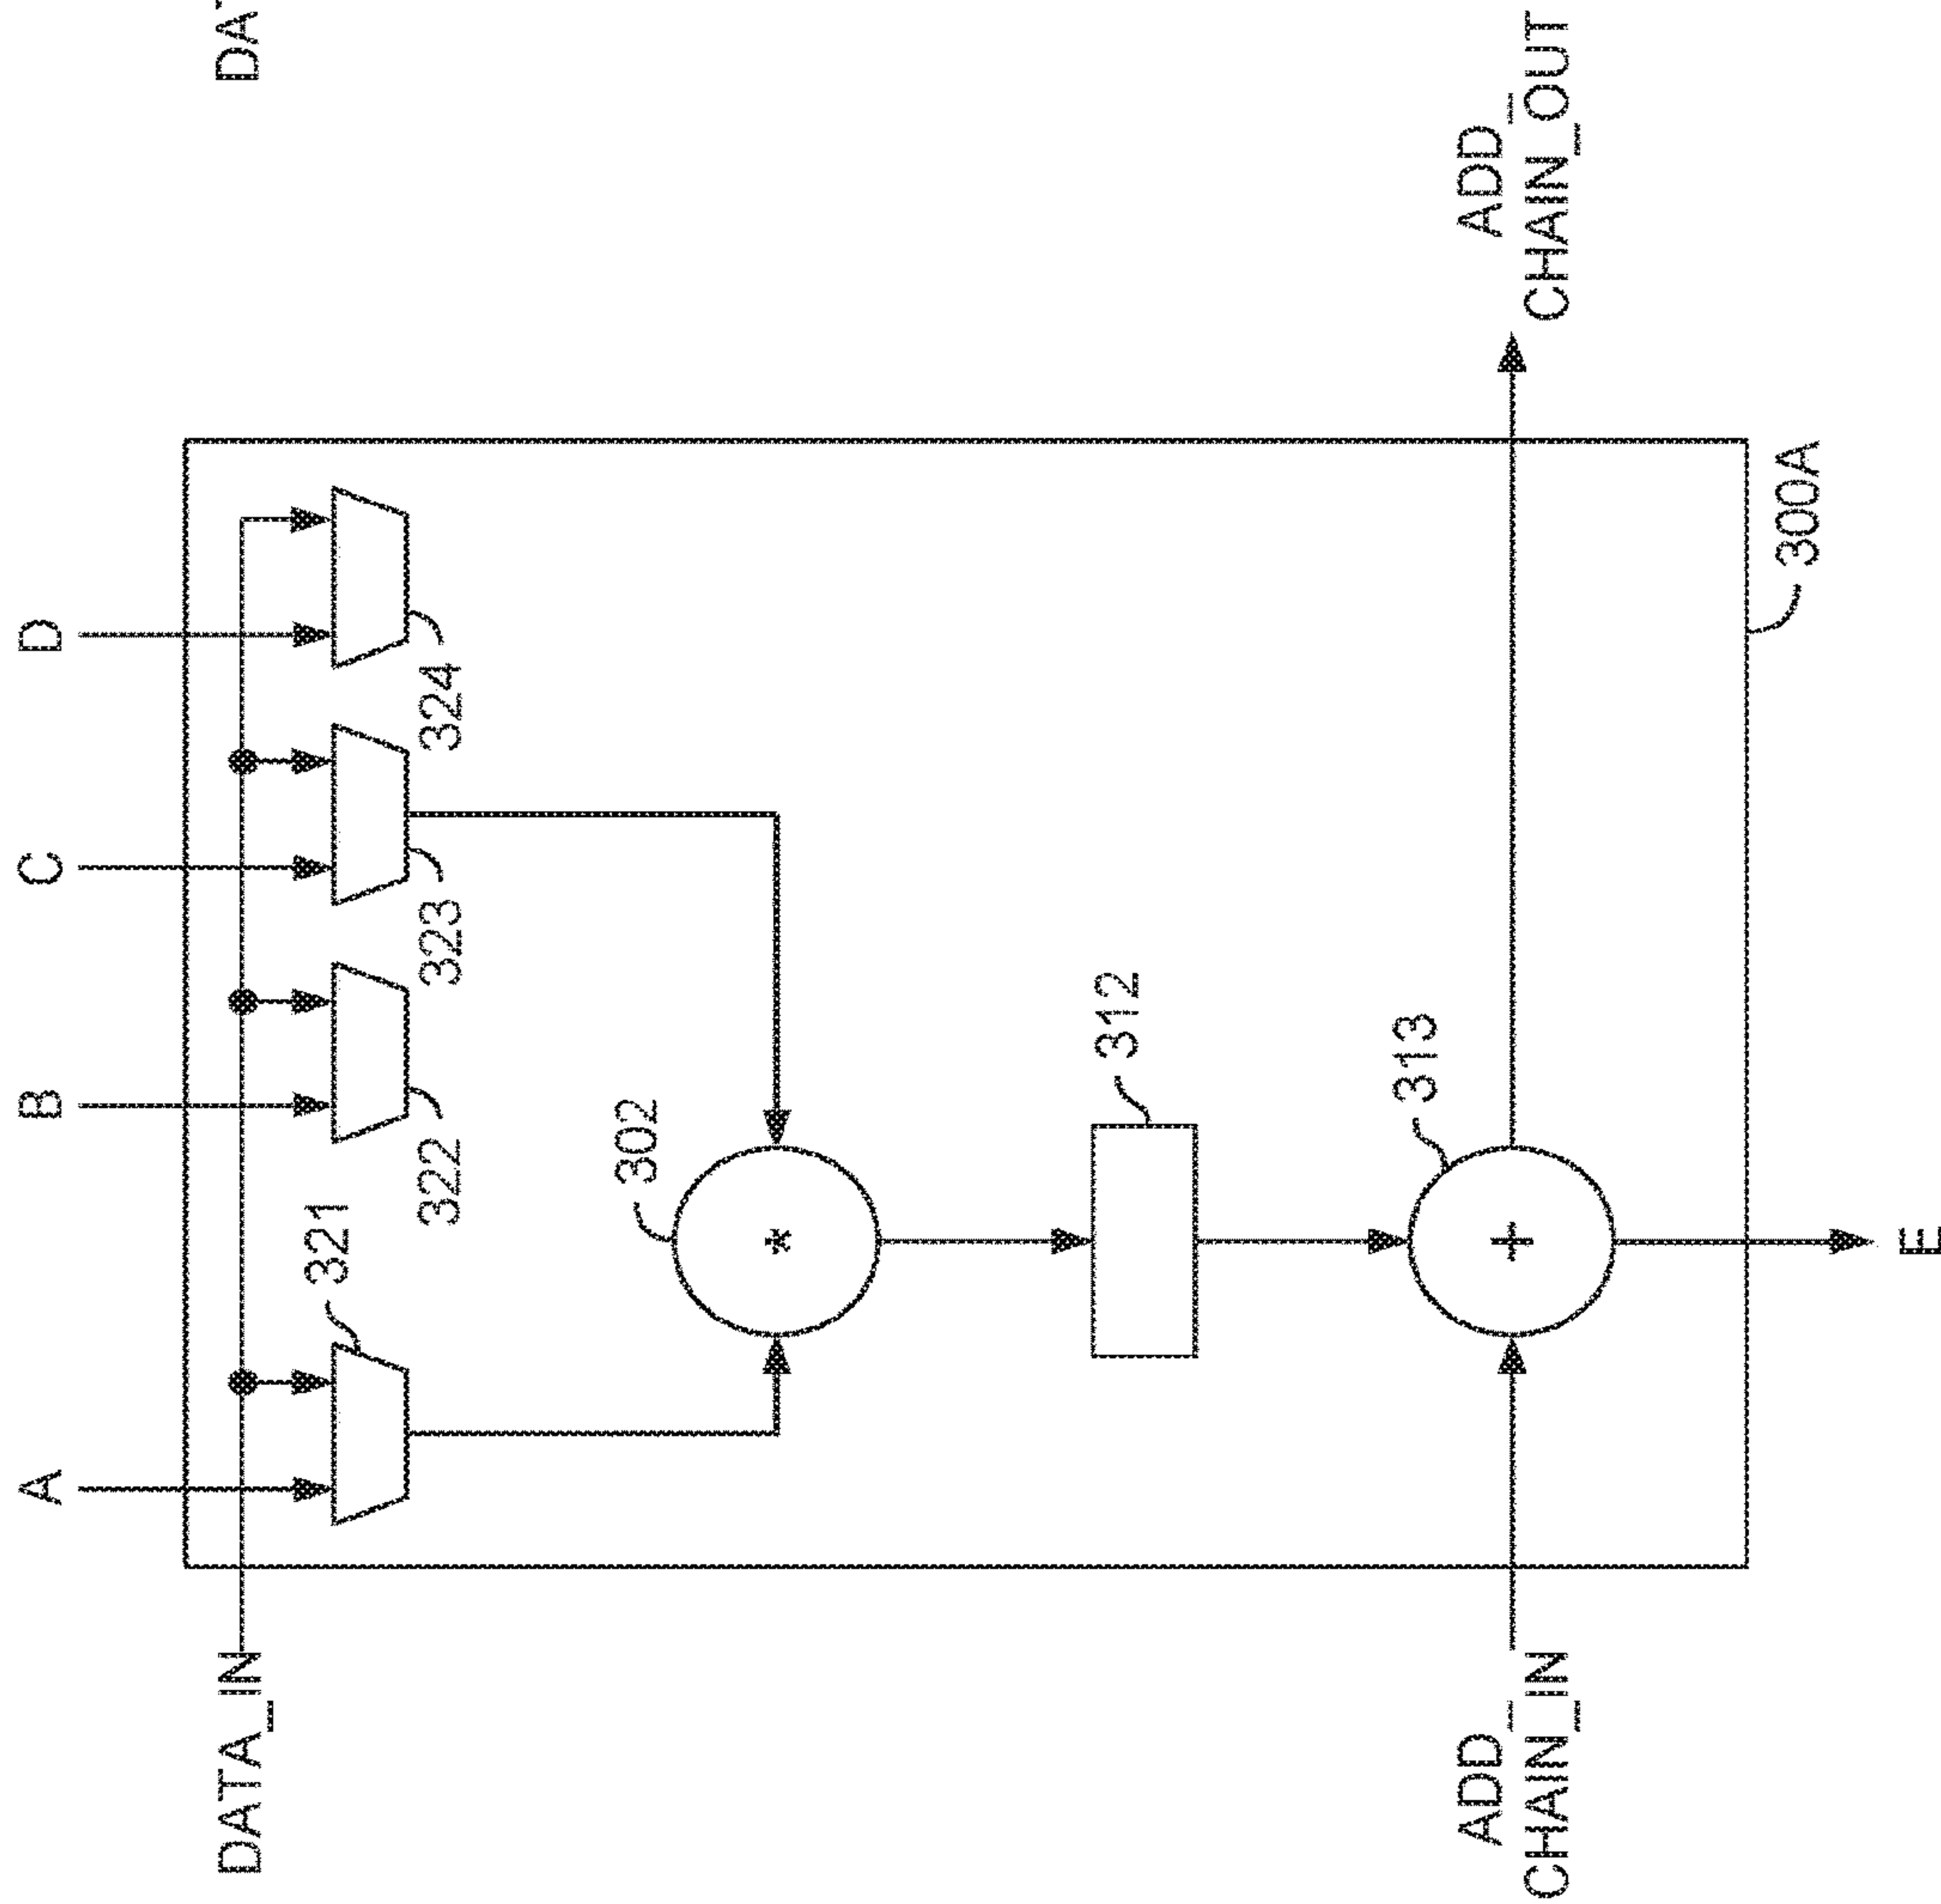 A
B
C
D
DATA_IN
DAT
321
322
323
324
302
312
313
ADD_
CHAIN_IN
ADD_
CHAIN_OUT
E
300A